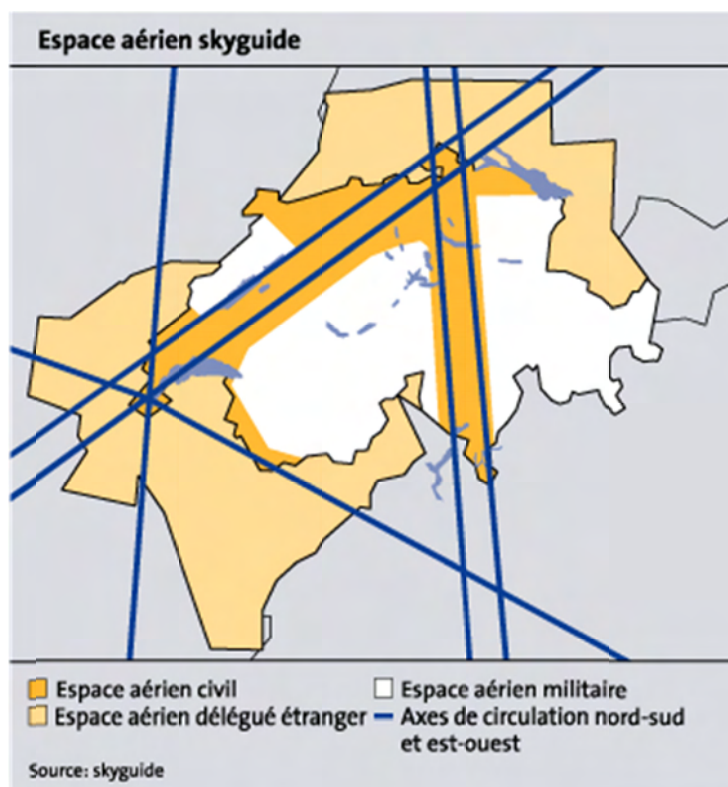 Espace aérien skyguide
Espace aérien civil
Espace aérien délégué étranger
Espace aérien militaire
Axes de circulation nord-sud
et est-ouest
Source: skyguide